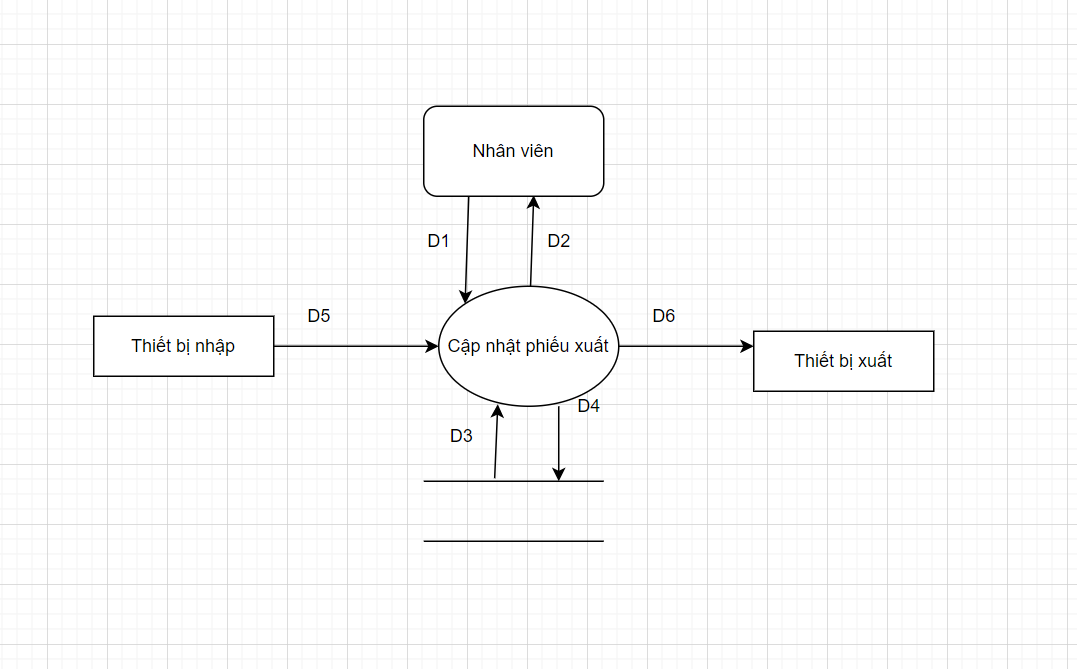 Nhân viên
D1
D2
D5
D6
Thiết bị nhập
Cập nhật phiếu xuất
Thiết bị xuất
D4
D3